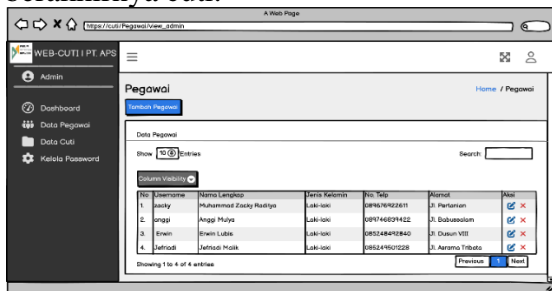 A Web Page
https://cuti/Pegawai/view_admin
WEB-CUTI I PT. APS
Admin
Dashboard
Data Pegawai
Data Cuti
Kelola Password
Pegawai
Home / Pegawai
Tambah Pegawai
Data Pegawai
Show 10 Entries
Search:
Column Visibility
No Username Nama Lengkap Jenis Kelamin No. Telp Alamat Aksi
1. zacky Muhammad Zacky Raditya Laki-laki 089676922611 Jl. Pertanian
2. anggi Anggi Mulya Laki-laki 089746839422 Jl. Babussalam
3. Erwin Erwin Lubis Laki-laki 085248492840 Jl. Dusun VIII
4. Jefriadi Jefriadi Malik Laki-laki 085249501228 Jl. Asrama Tribata
Showing 1 to 4 of 4 entries
Previous 1 Next